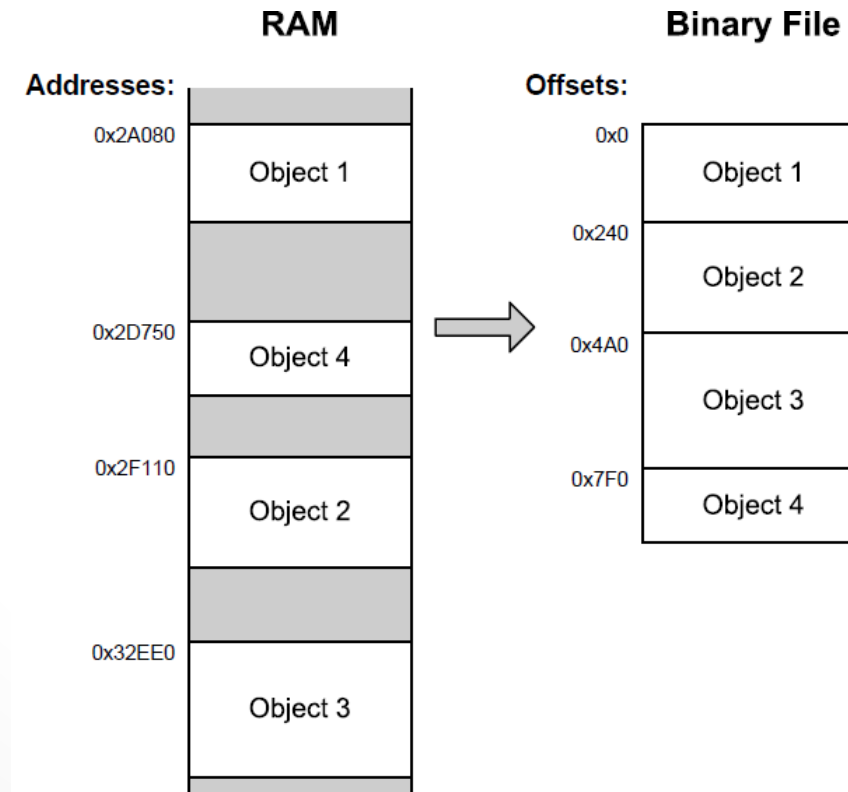 RAM
Binary File
Addresses:
Offsets:
0x2A080
Object 1
0x2D750
Object 4
0x2F110
Object 2
0x32EE0
Object 3
0x0
Object 1
0x240
Object 2
0x4A0
Object 3
0x7F0
Object 4